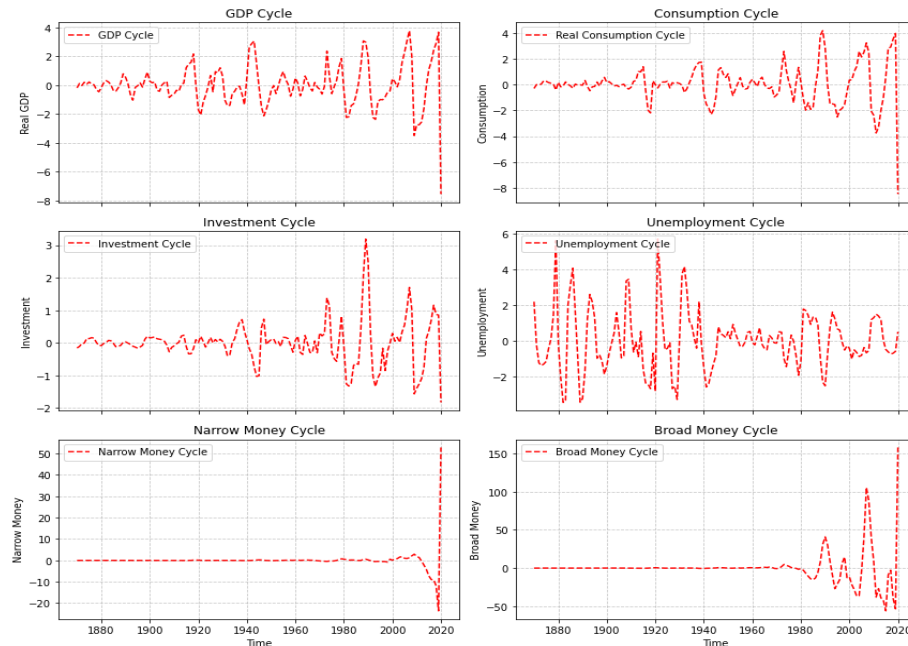 GDP Cycle
GDP Cycle
Real GDP
4
2
0
−2
−4
−6
−8
Consumption Cycle
Real Consumption Cycle
Consumption
4
2
0
−2
−4
−6
−8
Investment Cycle
Investment Cycle
Investment
3
2
1
0
−1
−2
Unemployment Cycle
Unemployment Cycle
Unemployment
6
4
2
0
−2
Narrow Money Cycle
Narrow Money Cycle
Narrow Money
50
40
30
20
10
0
−10
−20
1880 1900 1920 1940 1960 1980 2000 2020
Time
Broad Money Cycle
Broad Money Cycle
Broad Money
150
100
50
0
−50
1880 1900 1920 1940 1960 1980 2000 2020
Time